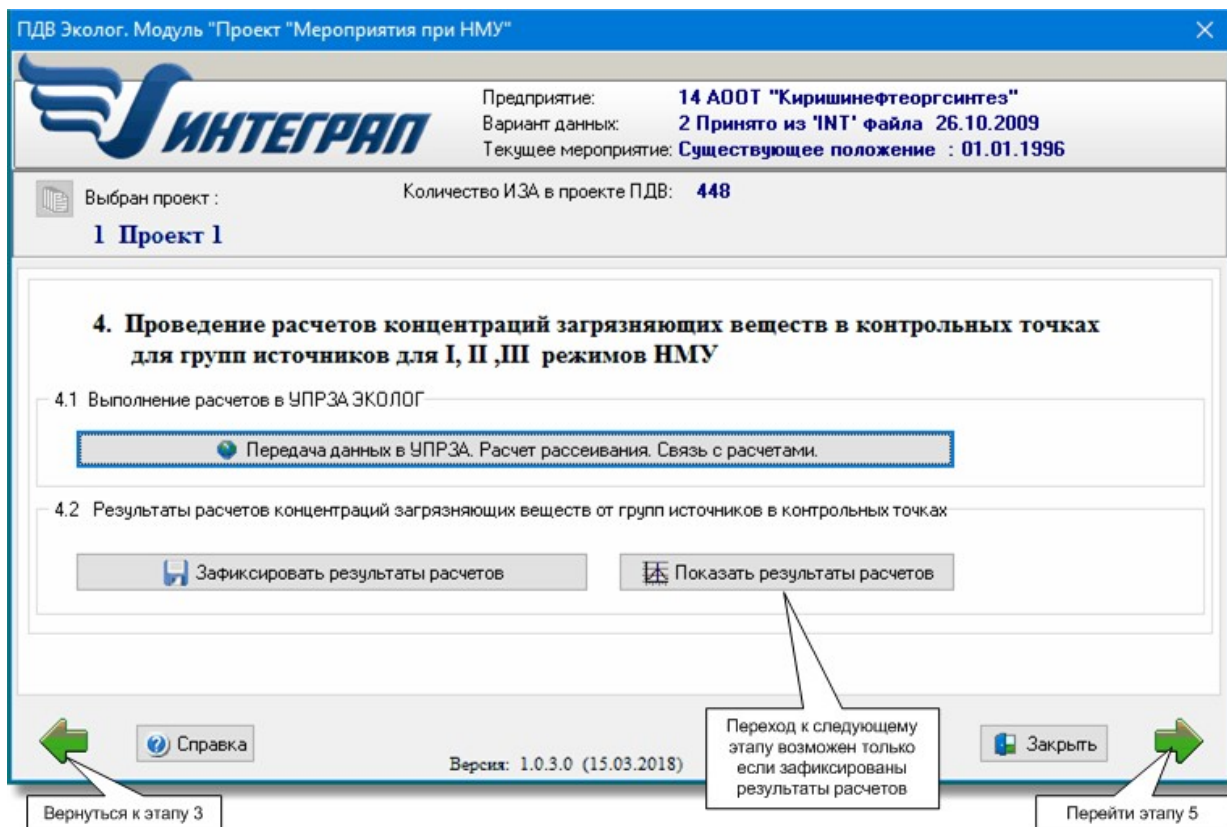 ПДВ Эколог. Модуль "Проект "Мероприятия при НМУ"
ИНТЕГРАЛ
Предприятие: 14 АООТ "Киришинефтеоргсинтез"
Вариант данных: 2 Принято из 'INT' файла 26.10.2009
Текущее мероприятие: Существующее положение : 01.01.1996
Выбран проект :
Количество ИЗА в проекте ПДВ: 448
1 Проект 1
4. Проведение расчетов концентраций загрязняющих веществ в контрольных точках
для групп источников для I, II ,III режимов НМУ
4.1 Выполнение расчетов в УПРЗА ЭКОЛОГ
Передача данных в УПРЗА. Расчет рассеивания. Связь с расчетами.
4.2 Результаты расчетов концентраций загрязняющих веществ от групп источников в контрольных точках
Зафиксировать результаты расчетов
Показать результаты расчетов
Справка
Версия: 1.0.3.0 (15.03.2018)
Переход к следующему
этапу возможен только
если зафиксированы
результаты расчетов
Закрыть
Вернуться к этапу 3
Перейти этапу 5